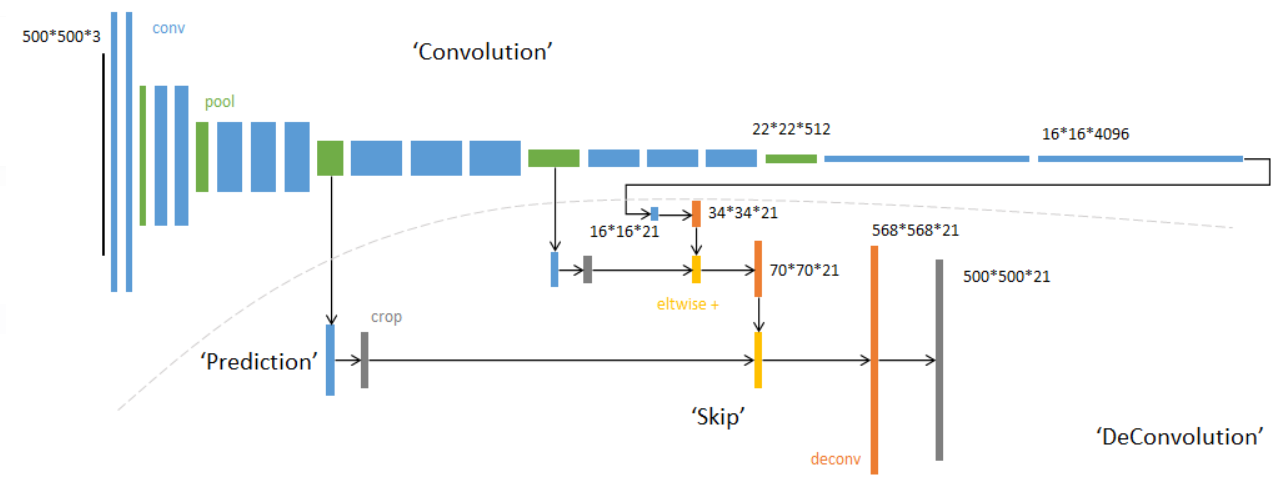 500*500*3
conv
‘Convolution’
pool
22*22*512
16*16*4096
34*34*21
16*16*21
568*568*21
70*70*21
500*500*21
eltwise +
crop
‘Prediction’
‘Skip’
‘DeConvolution’
deconv